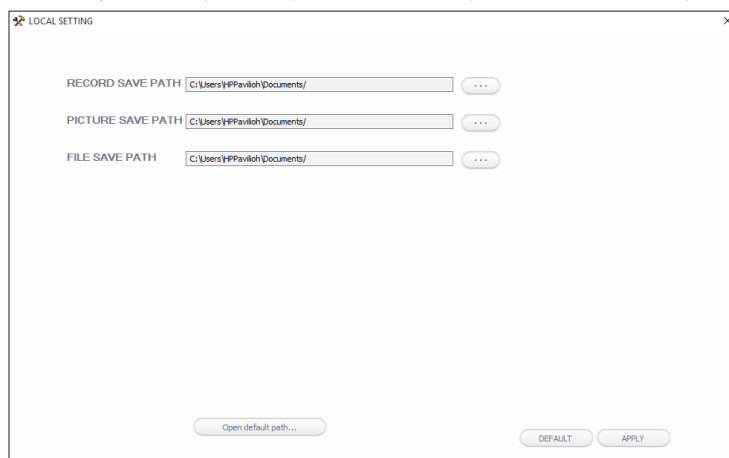 LOCAL SETTING
RECORD SAVE PATH C:\Users\HPPavilioh\Documents/ ...
PICTURE SAVE PATH C:\Users\HPPavilioh\Documents/ ...
FILE SAVE PATH C:\Users\HPPavilioh\Documents/ ...
Open default path...
DEFAULT APPLY